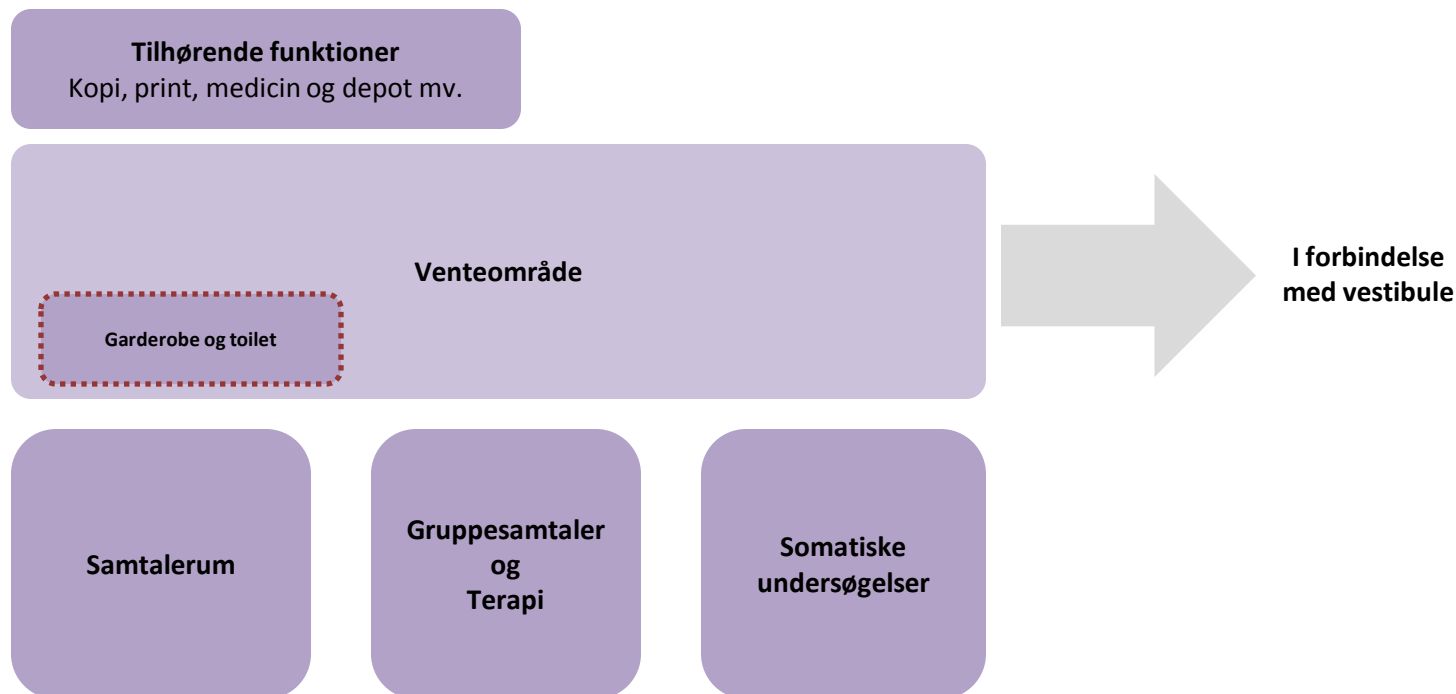 Tilhørende funktioner
Kopi, print, medicin og depot mv.
Venteområde
I forbindelse
med vestibule
Garderobe og toilet
Samtalerum
Gruppesamtaler
og
Terapi
Somatiske
undersøgelser